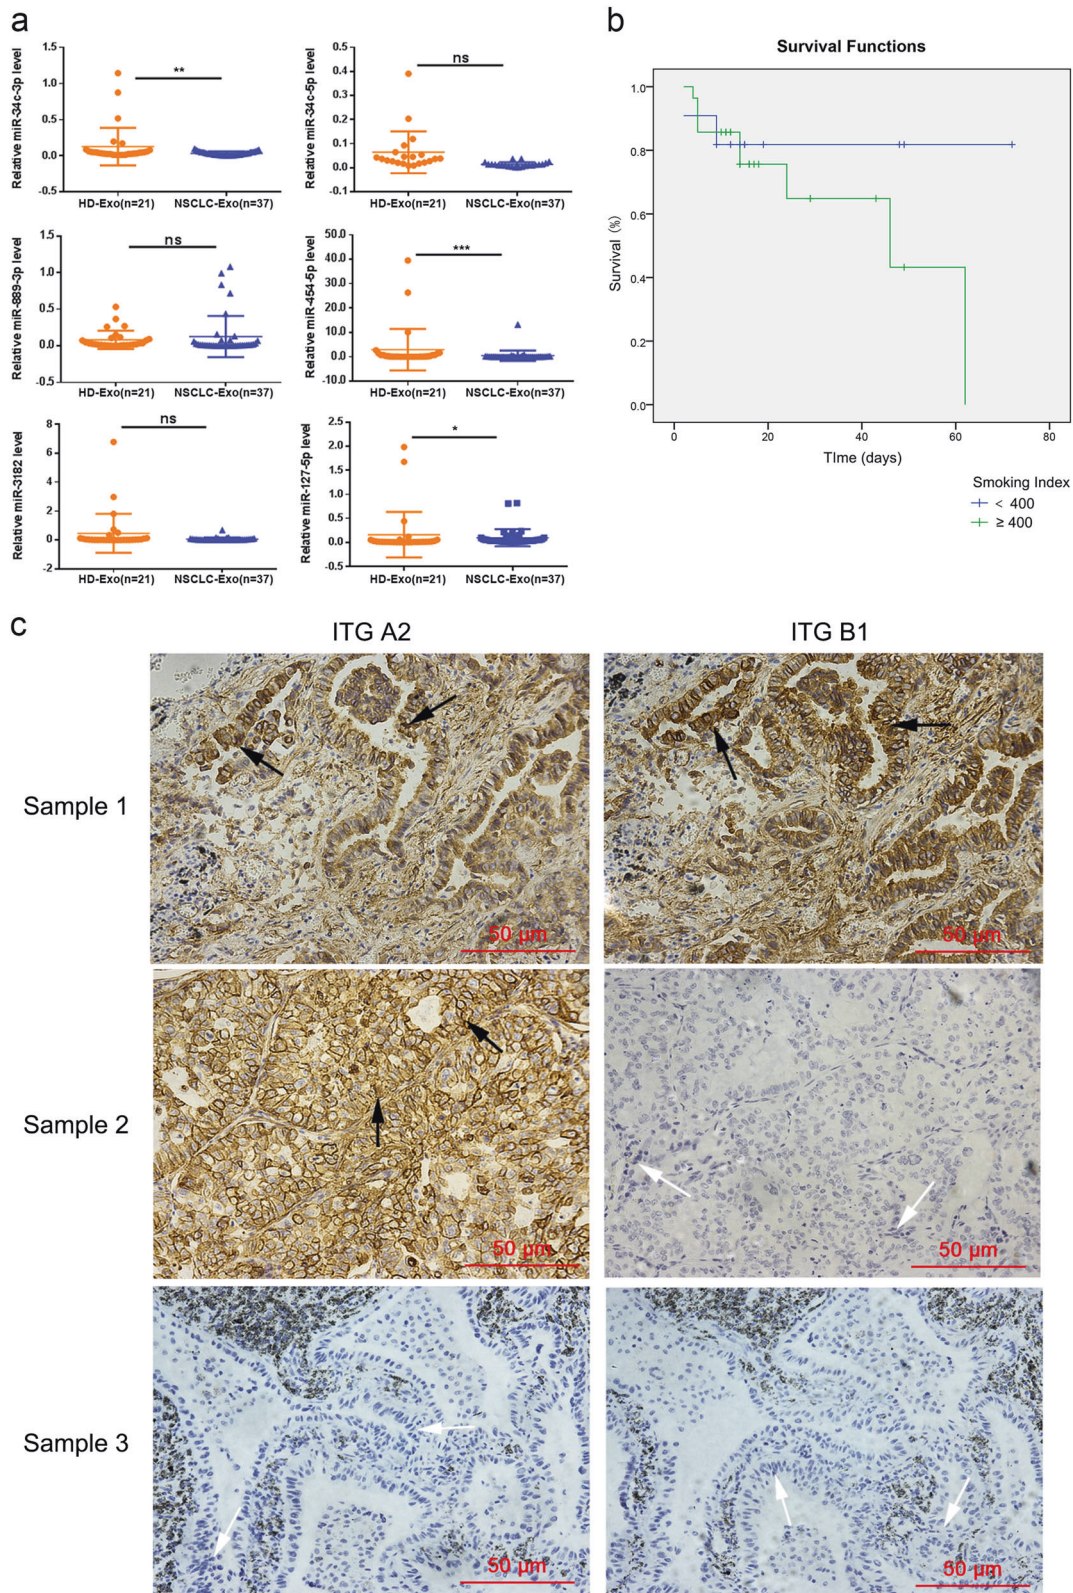 a
Relative miR-34c-3p level
1.5
1.0
0.5
0.0
-0.5
**
HD-Exo(n=21)
NSCLC-Exo(n=37)
Relative miR-34c-5p level
0.5
0.4
0.3
0.2
0.1
0.0
0.1
ns
HD-Exo(n=21)
NSCLC-Exo(n=37)
Relative miR-889-3p level
1.5
1.0
0.5
0.0
-0.5
ns
HD-Exo(n=21)
NSCLC-Exo(n=37)
Relative miR-454-5p level
50.0
40.0
30.0
20.0
10.0
0.0
-10.0
***
HD-Exo(n=21)
NSCLC-Exo(n=37)
Relative miR-3182 level
8
6
4
2
0
-2
ns
HD-Exo(n=21)
NSCLC-Exo(n=37)
Relative miR-127-5p level
2.5
2.0
1.5
1.0
0.5
0.0
-0.5
*
HD-Exo(n=21)
NSCLC-Exo(n=37)
b
Survival Functions
Survival (%)
1.0
0.8
0.6
0.4
0.2
0.0
0
20
40
60
80
TIme (days)
Smoking Index
< 400
≥ 400
c
ITG A2
ITG B1
Sample 1
50 µm
50 µm
Sample 2
50 µm
50 µm
Sample 3
50 µm
50 µm